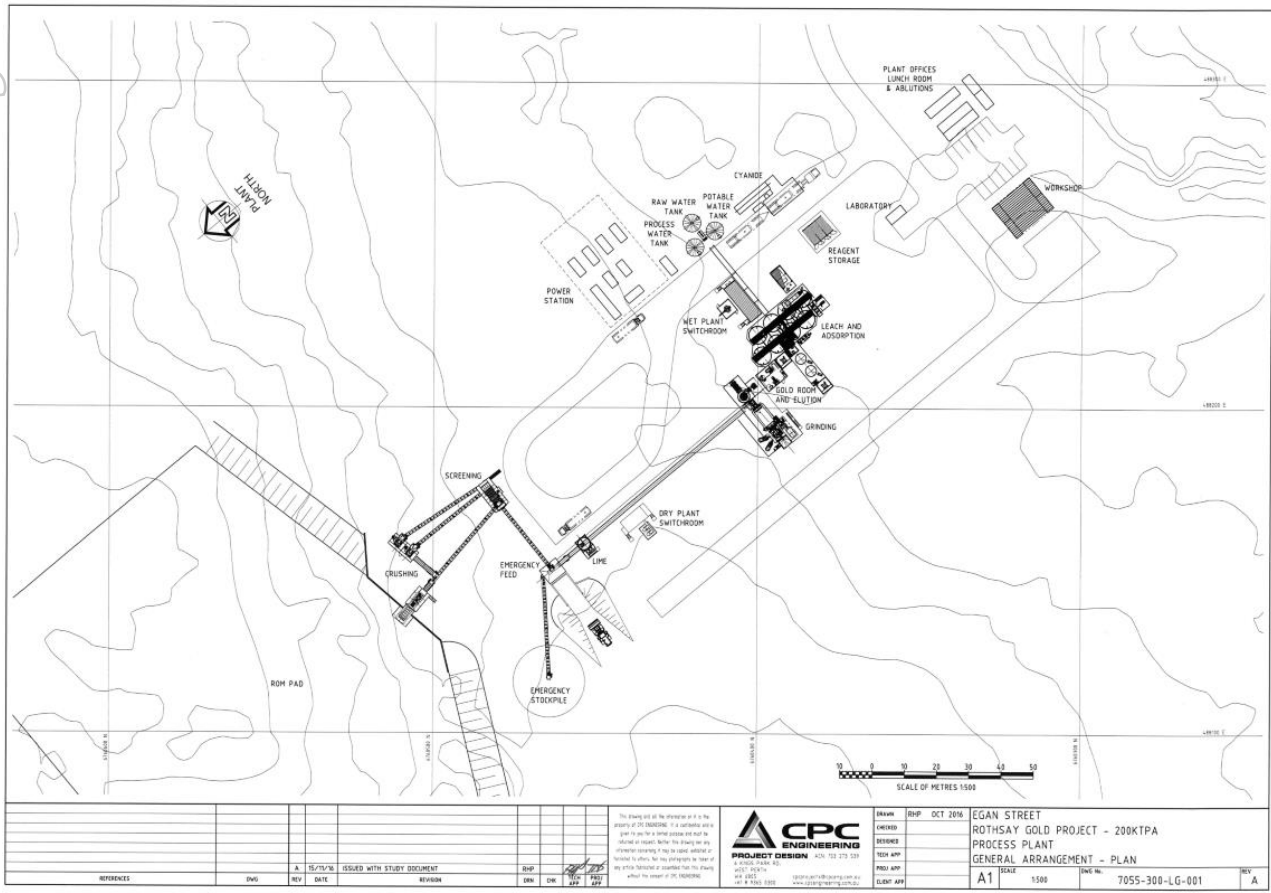 PLANT OFFICES
LUNCH ROOM
& ABLUTIONS
PLANT
NORTH
N
CYANIDE
RAW WATER
TANK
POTABLE
WATER
TANK
PROCESS
WATER
TANK
LABORATORY
WORKSHOP
REAGENT
STORAGE
POWER
STATION
WET PLANT
SWITCHROOM
LEACH AND
ADSORPTION
GOLD ROOM
AND ELUTION
GRINDING
SCREENING
DRY PLANT
SWITCHROOM
CRUSHING
EMERGENCY
FEED
LIME
ROM PAD
EMERGENCY
STOCKPILE
10 0 10 20 30 40 50
SCALE OF METRES 1:500
A 15/11/16 ISSUED WITH STUDY DOCUMENT RHP
REFERENCES DWG REV DATE REVISION DRN CHK TECH APP PROJ APP
CPC
ENGINEERING
PROJECT DESIGN
DRAWN RHP OCT 2016
CHECKED
DESIGNED
TECH APP
PROJ APP
CLIENT APP
EGAN STREET
ROTHSAY GOLD PROJECT - 200KTPA
PROCESS PLANT
GENERAL ARRANGEMENT - PLAN
A1 SCALE 1:500 DWG No. 7055-300-LG-001 REV A